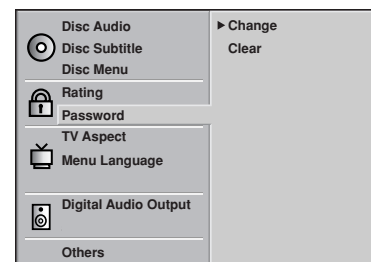 Disc Audio
Disc Subtitle
Disc Menu
Rating
Password
TV Aspect
Menu Language
Digital Audio Output
Others
Change
Clear